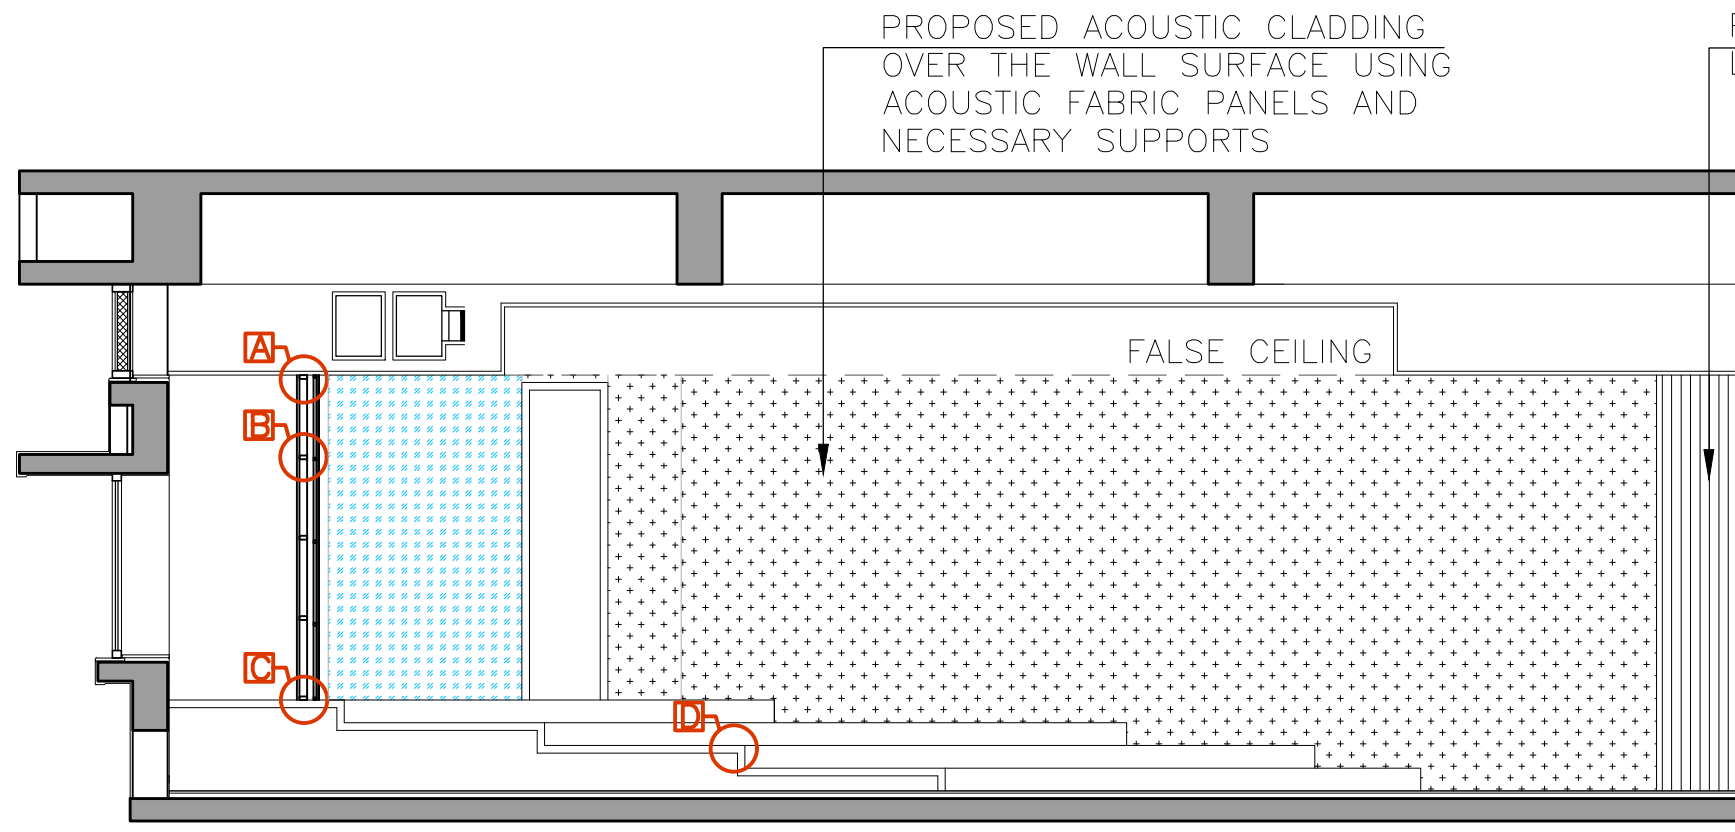 PROPOSED ACOUSTIC CLADDING
OVER THE WALL SURFACE USING
ACOUSTIC FABRIC PANELS AND
NECESSARY SUPPORTS
FALSE CEILING
A
B
C
D